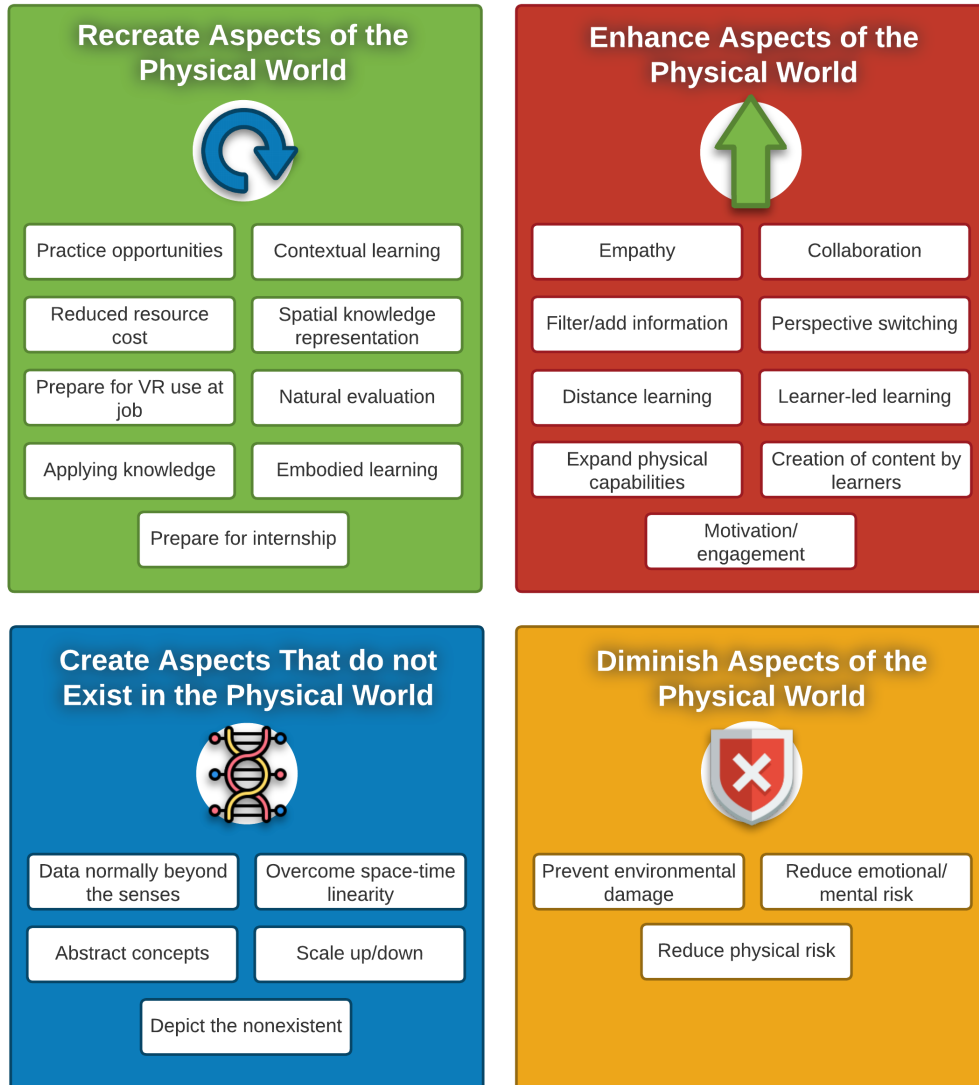 Recreate Aspects of the
Physical World
Practice opportunities
Contextual learning
Reduced resource
cost
Spatial knowledge
representation
Prepare for VR use at
job
Natural evaluation
Applying knowledge
Embodied learning
Prepare for internship
Enhance Aspects of the
Physical World
Empathy
Collaboration
Filter/add information
Perspective switching
Distance learning
Learner-led learning
Expand physical
capabilities
Creation of content by
learners
Motivation/
engagement
Create Aspects That do not
Exist in the Physical World
Data normally beyond
the senses
Overcome space-time
linearity
Abstract concepts
Scale up/down
Depict the nonexistent
Diminish Aspects of the
Physical World
Prevent environmental
damage
Reduce emotional/
mental risk
Reduce physical risk